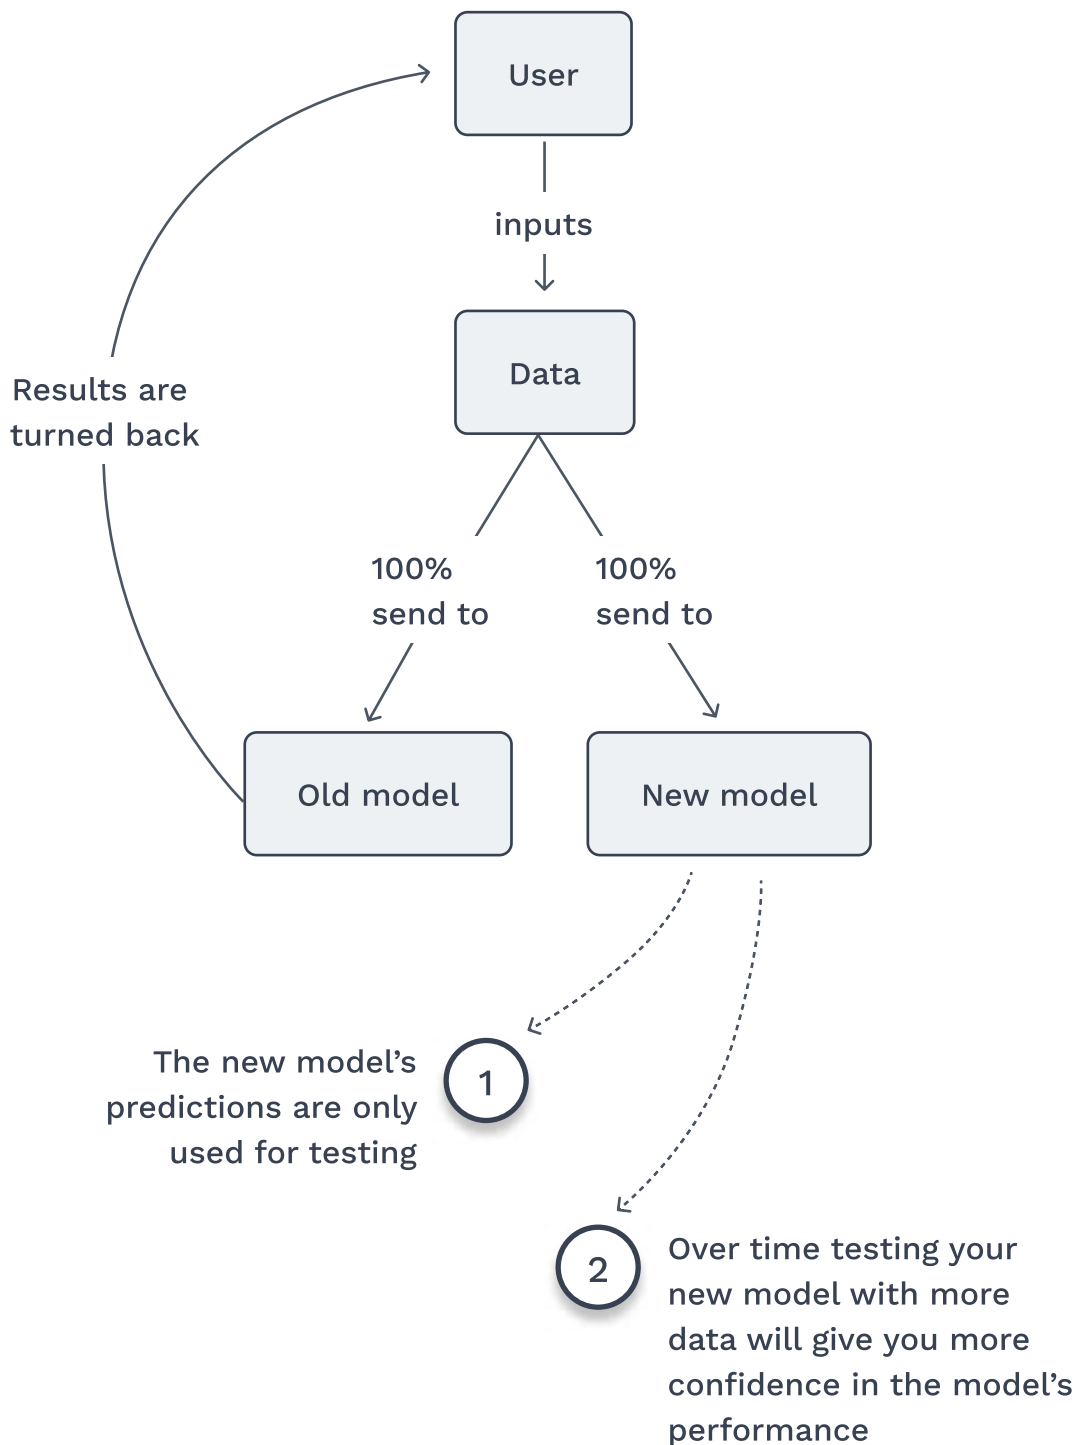 User
inputs
Data
Results are
turned back
100%
send to
100%
send to
Old model
New model
The new model’s
predictions are only
used for testing
1
2
Over time testing your
new model with more
data will give you more
confidence in the model’s
performance